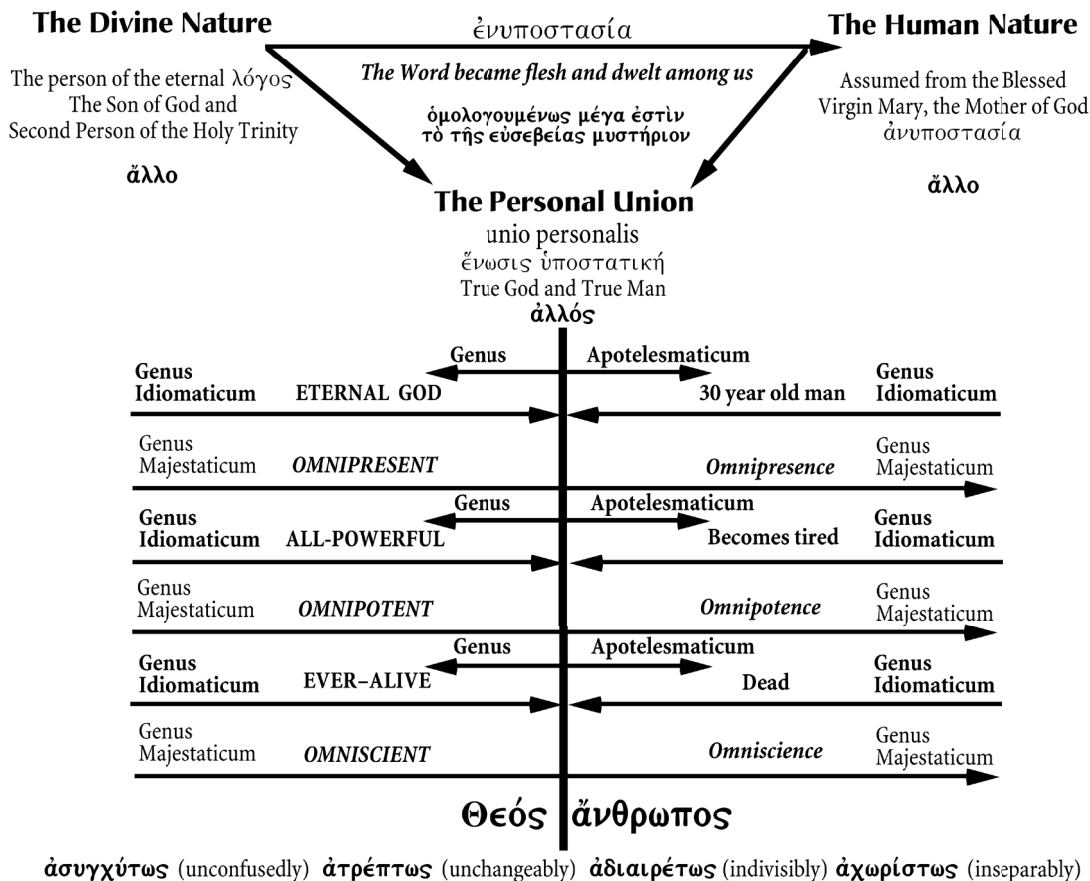 The Divine Nature
ἐνυποστασία
The Human Nature
The person of the eternal λόγος
The Son of God and
Second Person of the Holy Trinity
ἄλλο
The Word became flesh and dwelt among us
ὁμολογουμένως μέγα ἐστὶν
τὸ τῆς εὐσεβείας μυστήριον
Assumed from the Blessed
Virgin Mary, the Mother of God
ἀνυποστασία
ἄλλο
The Personal Union
unio personalis
ἕνωσις ὑποστατική
True God and True Man
ἀλλός
Genus Apotelesmaticum
Genus
Idiomaticum ETERNAL GOD 30 year old man
Genus
Idiomaticum
Genus
Majestaticum OMNIPRESENT Omnipresence
Genus
Majestaticum
Genus Apotelesmaticum
Genus
Idiomaticum ALL-POWERFUL Becomes tired
Genus
Idiomaticum
Genus
Majestaticum OMNIPOTENT Omnipotence
Genus
Majestaticum
Genus Apotelesmaticum
Genus
Idiomaticum EVER–ALIVE Dead
Genus
Idiomaticum
Genus
Majestaticum OMNISCIENT Omniscience
Genus
Majestaticum
Θεός ἄνθρωπος
ἀσυγχύτως (unconfusedly) ἀτρέπτως (unchangeably) ἀδιαιρέτως (indivisibly) ἀχωρίστως (inseparably)